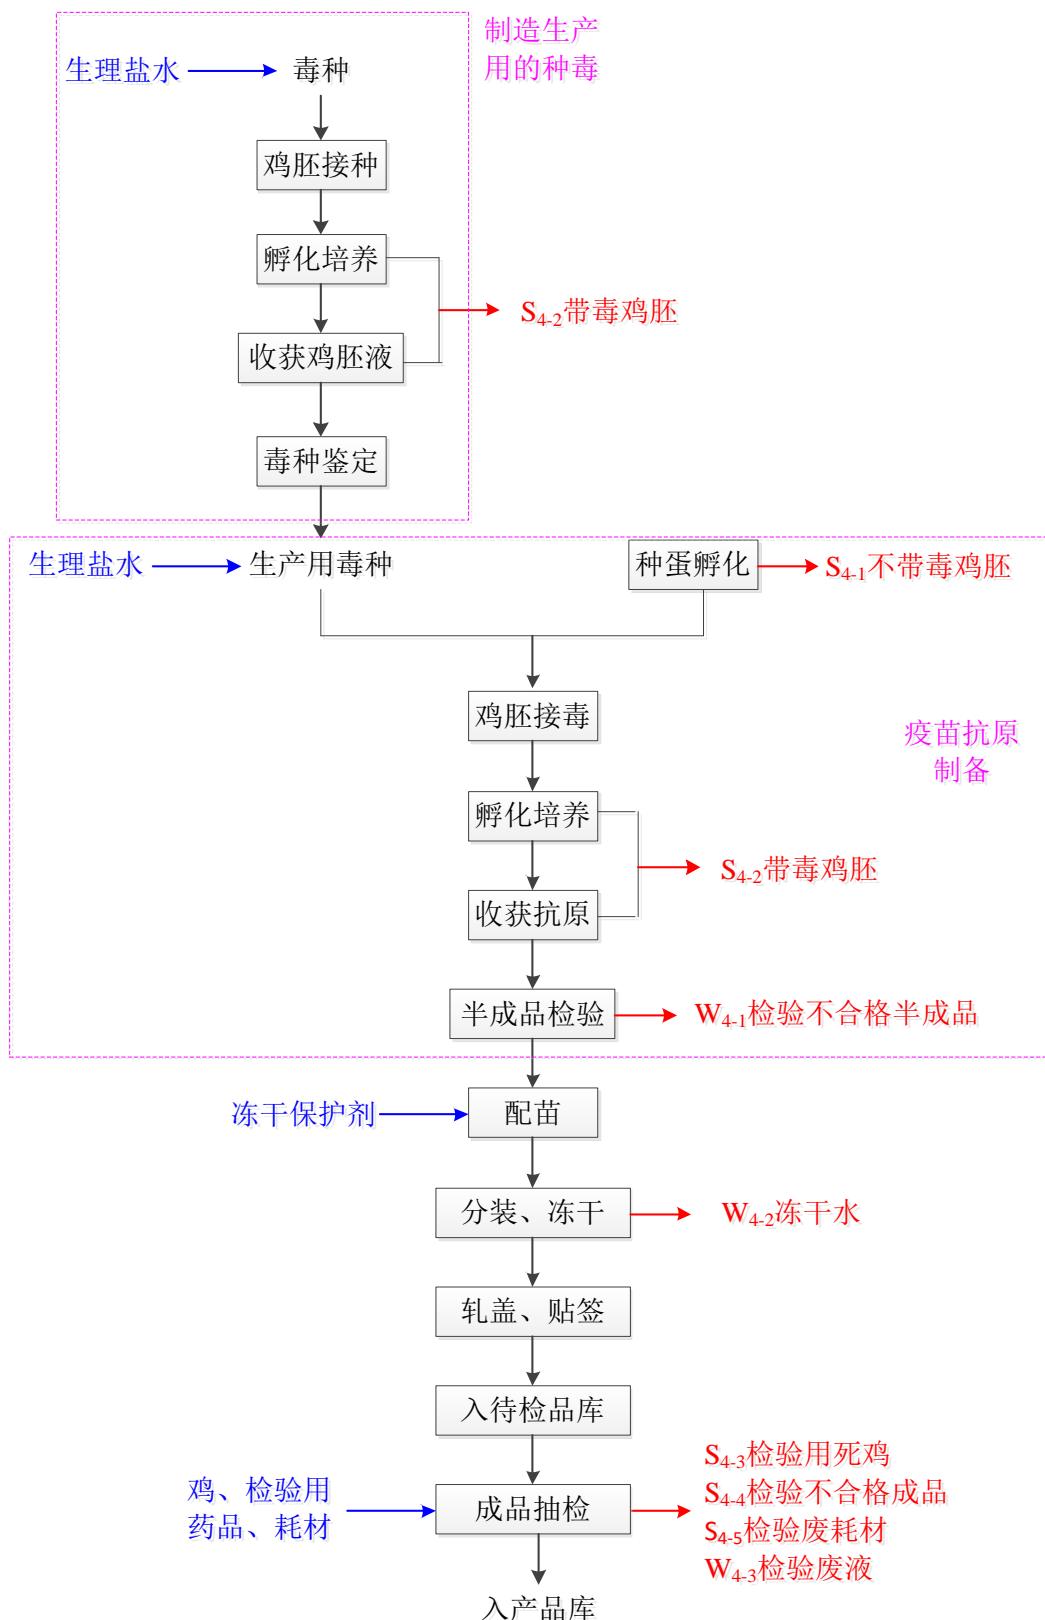 制造生产
用的种毒
生理盐水
毒种
鸡胚接种
孵化培养
S4-2带毒鸡胚
收获鸡胚液
毒种鉴定
生理盐水
生产用毒种
种蛋孵化
S4-1不带毒鸡胚
鸡胚接毒
疫苗抗原
制备
孵化培养
S4-2带毒鸡胚
收获抗原
半成品检验
W4-1检验不合格半成品
冻干保护剂
配苗
分装、冻干
W4-2冻干水
轧盖、贴签
入待检品库
鸡、检验用
药品、耗材
成品抽检
S4-3检验用死鸡
S4-4检验不合格成品
S4-5检验废耗材
W4-3检验废液
入产品库